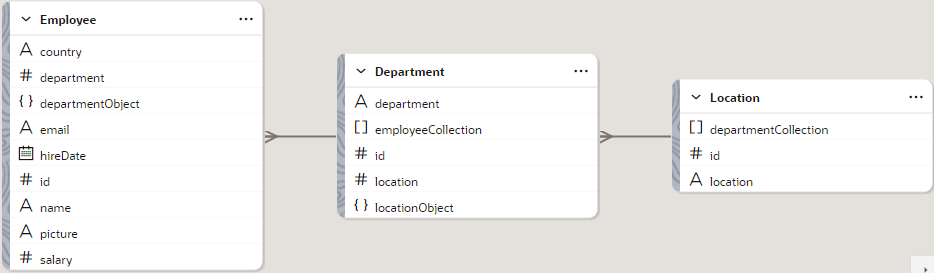 Employee
country
department
departmentObject
email
hireDate
id
name
picture
salary
Department
department
employeeCollection
id
location
locationObject
Location
departmentCollection
id
location